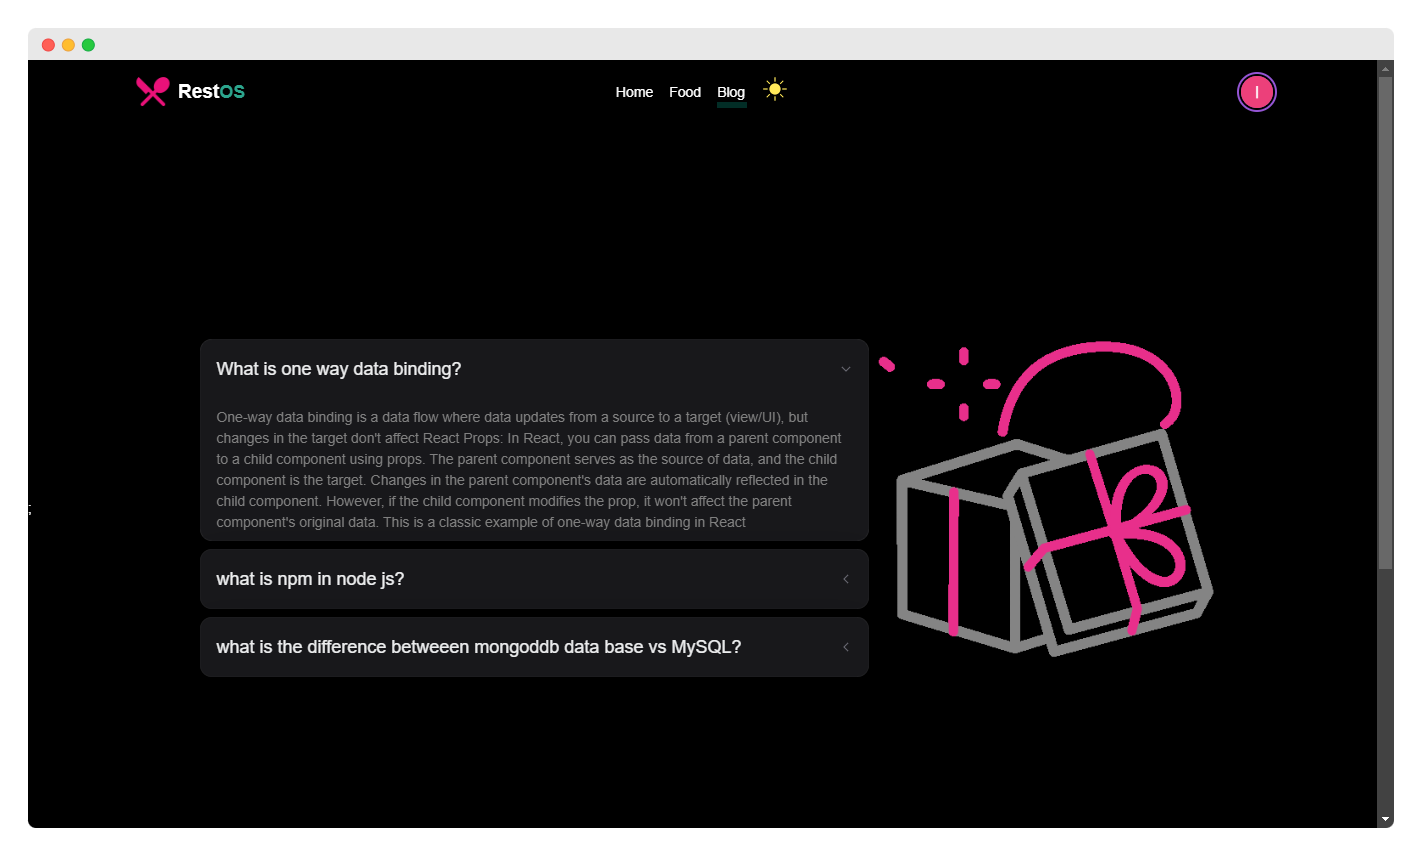 RestOS
Home Food Blog
I
What is one way data binding?
One-way data binding is a data flow where data updates from a source to a target (view/UI), but
changes in the target don't affect React Props: In React, you can pass data from a parent component
to a child component using props. The parent component serves as the source of data, and the child
component is the target. Changes in the parent component's data are automatically reflected in the
child component. However, if the child component modifies the prop, it won't affect the parent
component's original data. This is a classic example of one-way data binding in React
;
what is npm in node js?
what is the difference betweeen mongoddb data base vs MySQL?